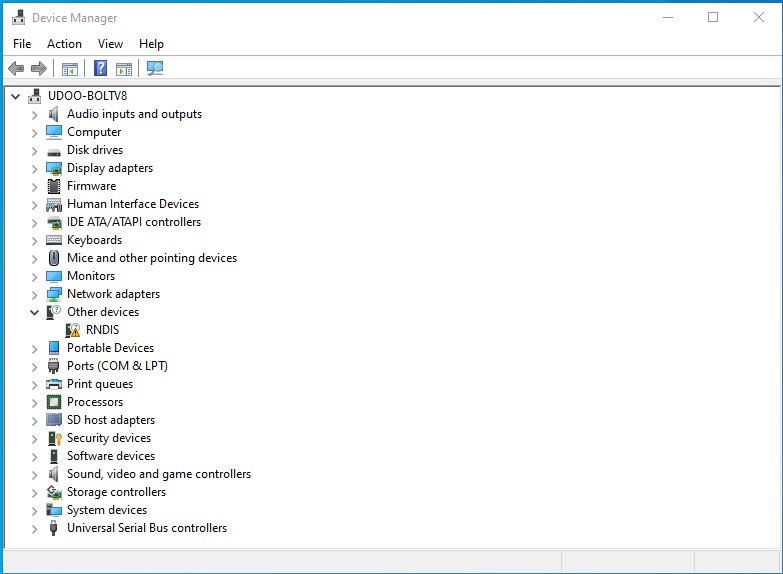 Device Manager
File Action View Help
UDOO-BOLTV8
Audio inputs and outputs
Computer
Disk drives
Display adapters
Firmware
Human Interface Devices
IDE ATA/ATAPI controllers
Keyboards
Mice and other pointing devices
Monitors
Network adapters
Other devices
RNDIS
Portable Devices
Ports (COM & LPT)
Print queues
Processors
SD host adapters
Security devices
Software devices
Sound, video and game controllers
Storage controllers
System devices
Universal Serial Bus controllers